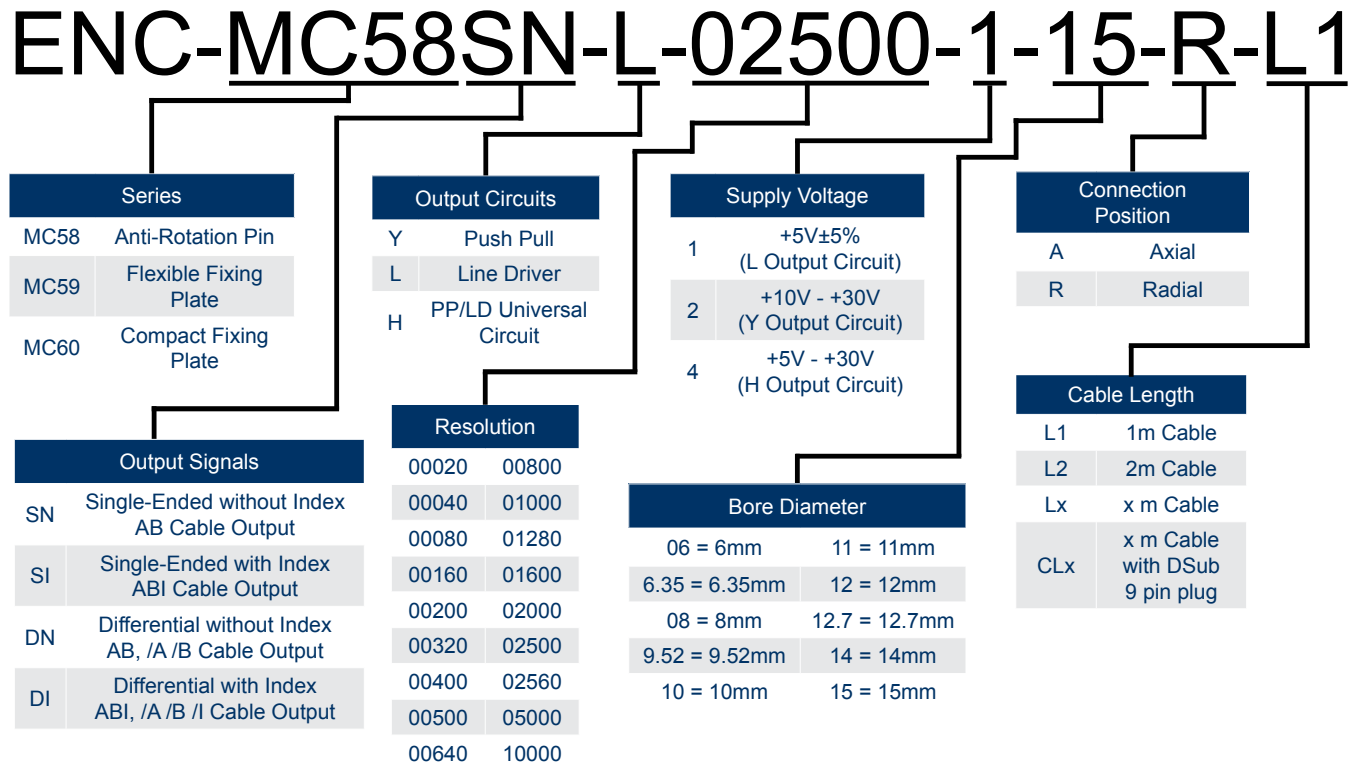 ENC-MC58SN-L-02500-1-15-R-L1
Series
MC58 Anti-Rotation Pin
MC59 Flexible Fixing
Plate
MC60 Compact Fixing
Plate
Output Signals
SN Single-Ended without Index
AB Cable Output
SI Single-Ended with Index
ABI Cable Output
DN Differential without Index
AB, /A /B Cable Output
DI Differential with Index
ABI, /A /B /I Cable Output
Output Circuits
Y Push Pull
L Line Driver
H PP/LD Universal
Circuit
Resolution
00020 00800
00040 01000
00080 01280
00160 01600
00200 02000
00320 02500
00400 02560
00500 05000
00640 10000
Supply Voltage
1 +5V±5%
(L Output Circuit)
2 +10V - +30V
(Y Output Circuit)
4 +5V - +30V
(H Output Circuit)
Bore Diameter
06 = 6mm 11 = 11mm
6.35 = 6.35mm 12 = 12mm
08 = 8mm 12.7 = 12.7mm
9.52 = 9.52mm 14 = 14mm
10 = 10mm 15 = 15mm
Connection
Position
A Axial
R Radial
Cable Length
L1 1m Cable
L2 2m Cable
Lx x m Cable
CLx x m Cable
with DSub
9 pin plug